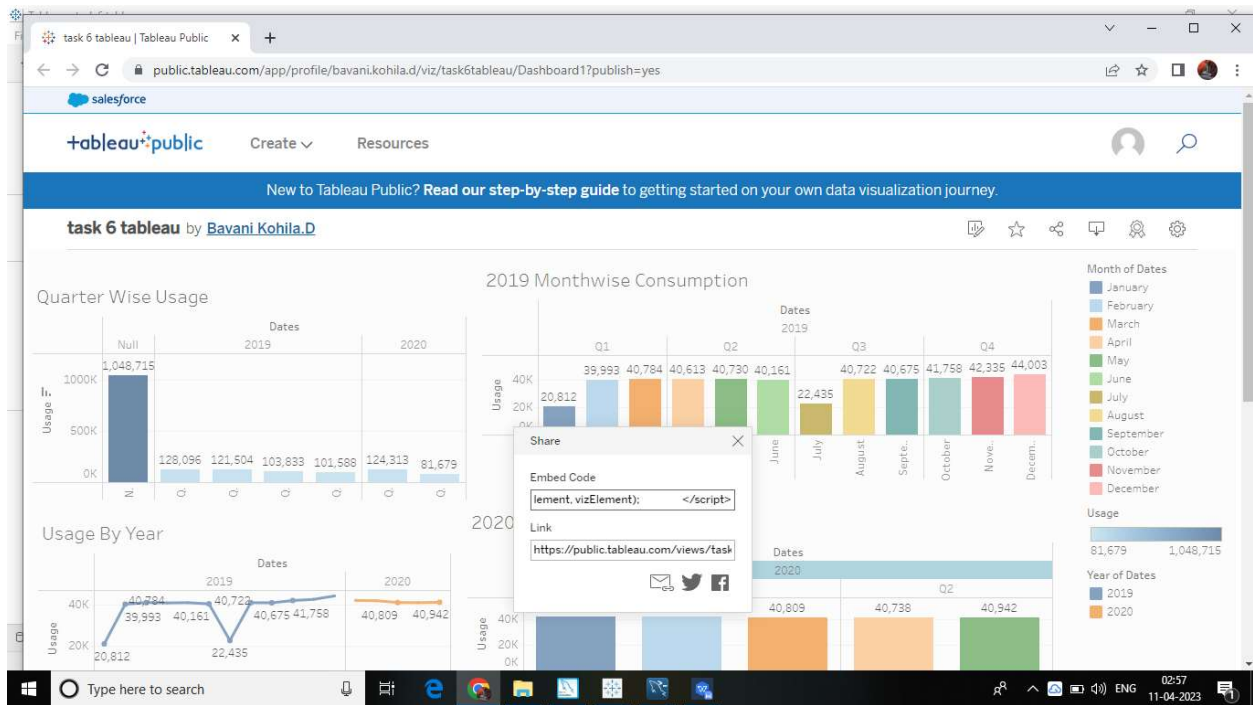 task 6 tableau | Tableau Public
public.tableau.com/app/profile/bavani.kohila.d/viz/task6tableau/Dashboard1?publish=yes
salesforce
+ableau public Create Resources
New to Tableau Public? Read our step-by-step guide to getting started on your own data visualization journey.
task 6 tableau by Bavani Kohila.D
Quarter Wise Usage
Dates
Null 2019 2020
1,048,715
1000K
500K
0K
Usage
128,096 121,504 103,833 101,588 124,313 81,679
N.. Q. Q. Q. Q. Q. Q.
2019 Monthwise Consumption
Dates
2019
Q1 Q2 Q3 Q4
20,812 39,993 40,784 40,613 40,730 40,161 22,435 40,722 40,675 41,758 42,335 44,003
40K
20K
0K
Usage
June July August Septe.. October Nove.. Decem..
Month of Dates
January
February
March
April
May
June
July
August
September
October
November
December
Usage
81,679 1,048,715
Year of Dates
2019
2020
Share
Embed Code
lement, vizElement); </script>
Link
https://public.tableau.com/views/task
Usage By Year
Dates
2019 2020
40K
20K
Usage
20,812 39,993 40,784 40,161 22,435 40,722 40,675 41,758 40,809 40,942
2020
Dates
2020
Q2
40,809 40,738 40,942
40K
20K
0K
Usage
Type here to search
ENG
02:57
11-04-2023
1